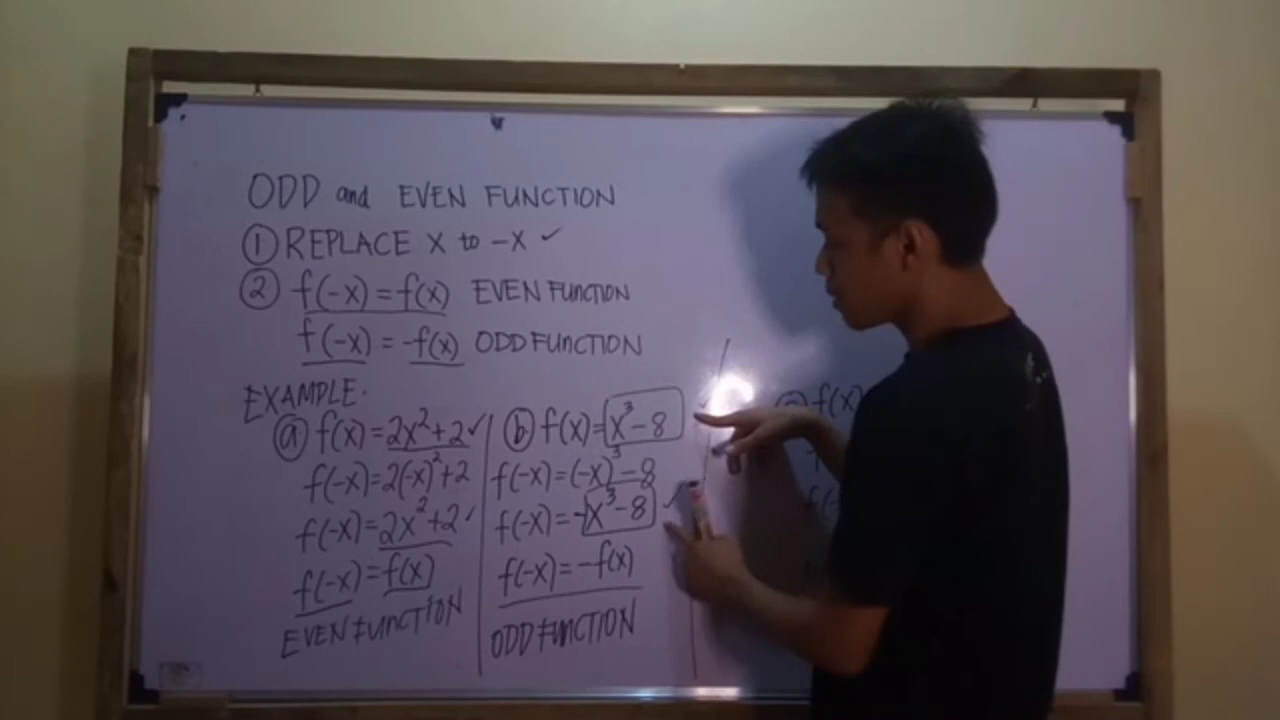 ODD and EVEN FUNCTION
① REPLACE X to -X ✓
② f(-x) = f(x) EVEN FUNCTION
f(-x) = -f(x) ODD FUNCTION
EXAMPLE.
ⓐ f(x) = 2x²+2 ✓
f(-x)=2(-x)²+2
f(-x)=2x²+2 ✓
f(-x)=f(x)
EVEN FUNCTION
ⓑ f(x)=x³-8
f(-x)=(-x)³-8
f(-x)=-x³-8 ✓
f(-x)=-f(x)
ODD FUNCTION
f(x)